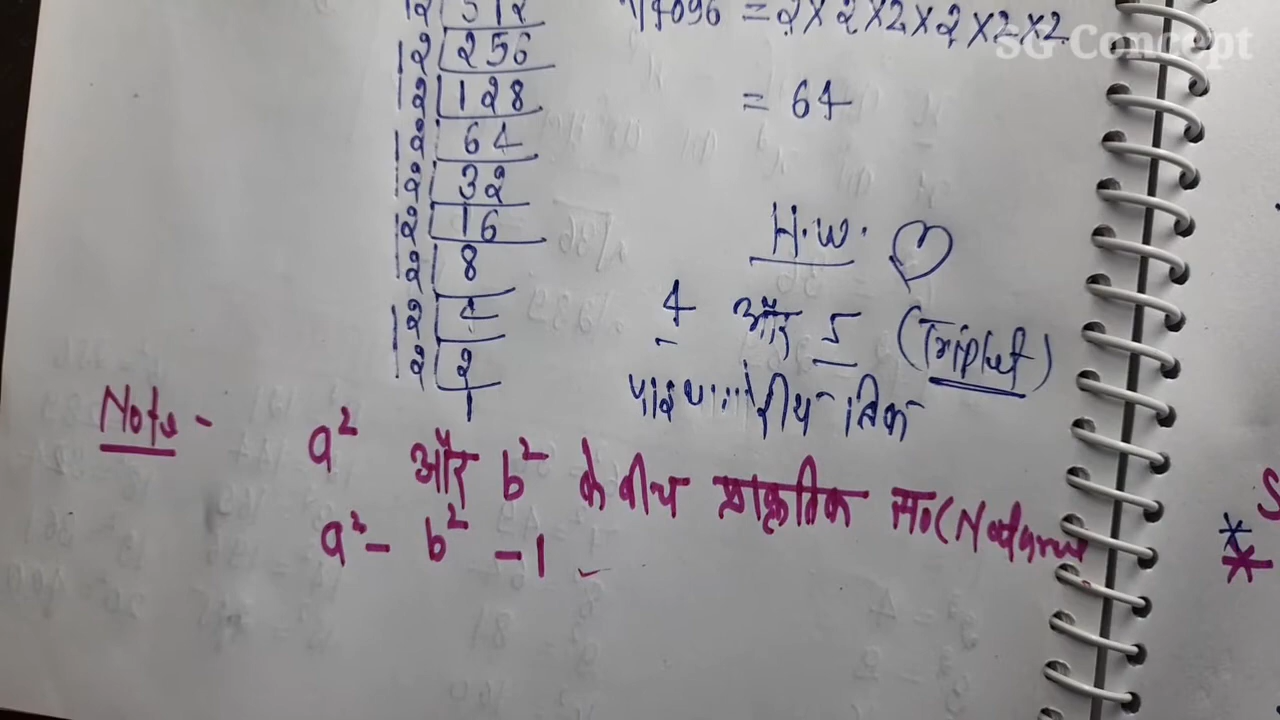 2 512
√4096 = 2×2×2×2×2×2
SG Concept
2 256
2 128
= 64
2 64
2 32
2 16
H.W. ♡
2 8
2 4
4 और 5 (Triplet)
2 2
1
Note -
a² और b² के बीच प्राकृतिक सं०(Natural
a² - b² - 1